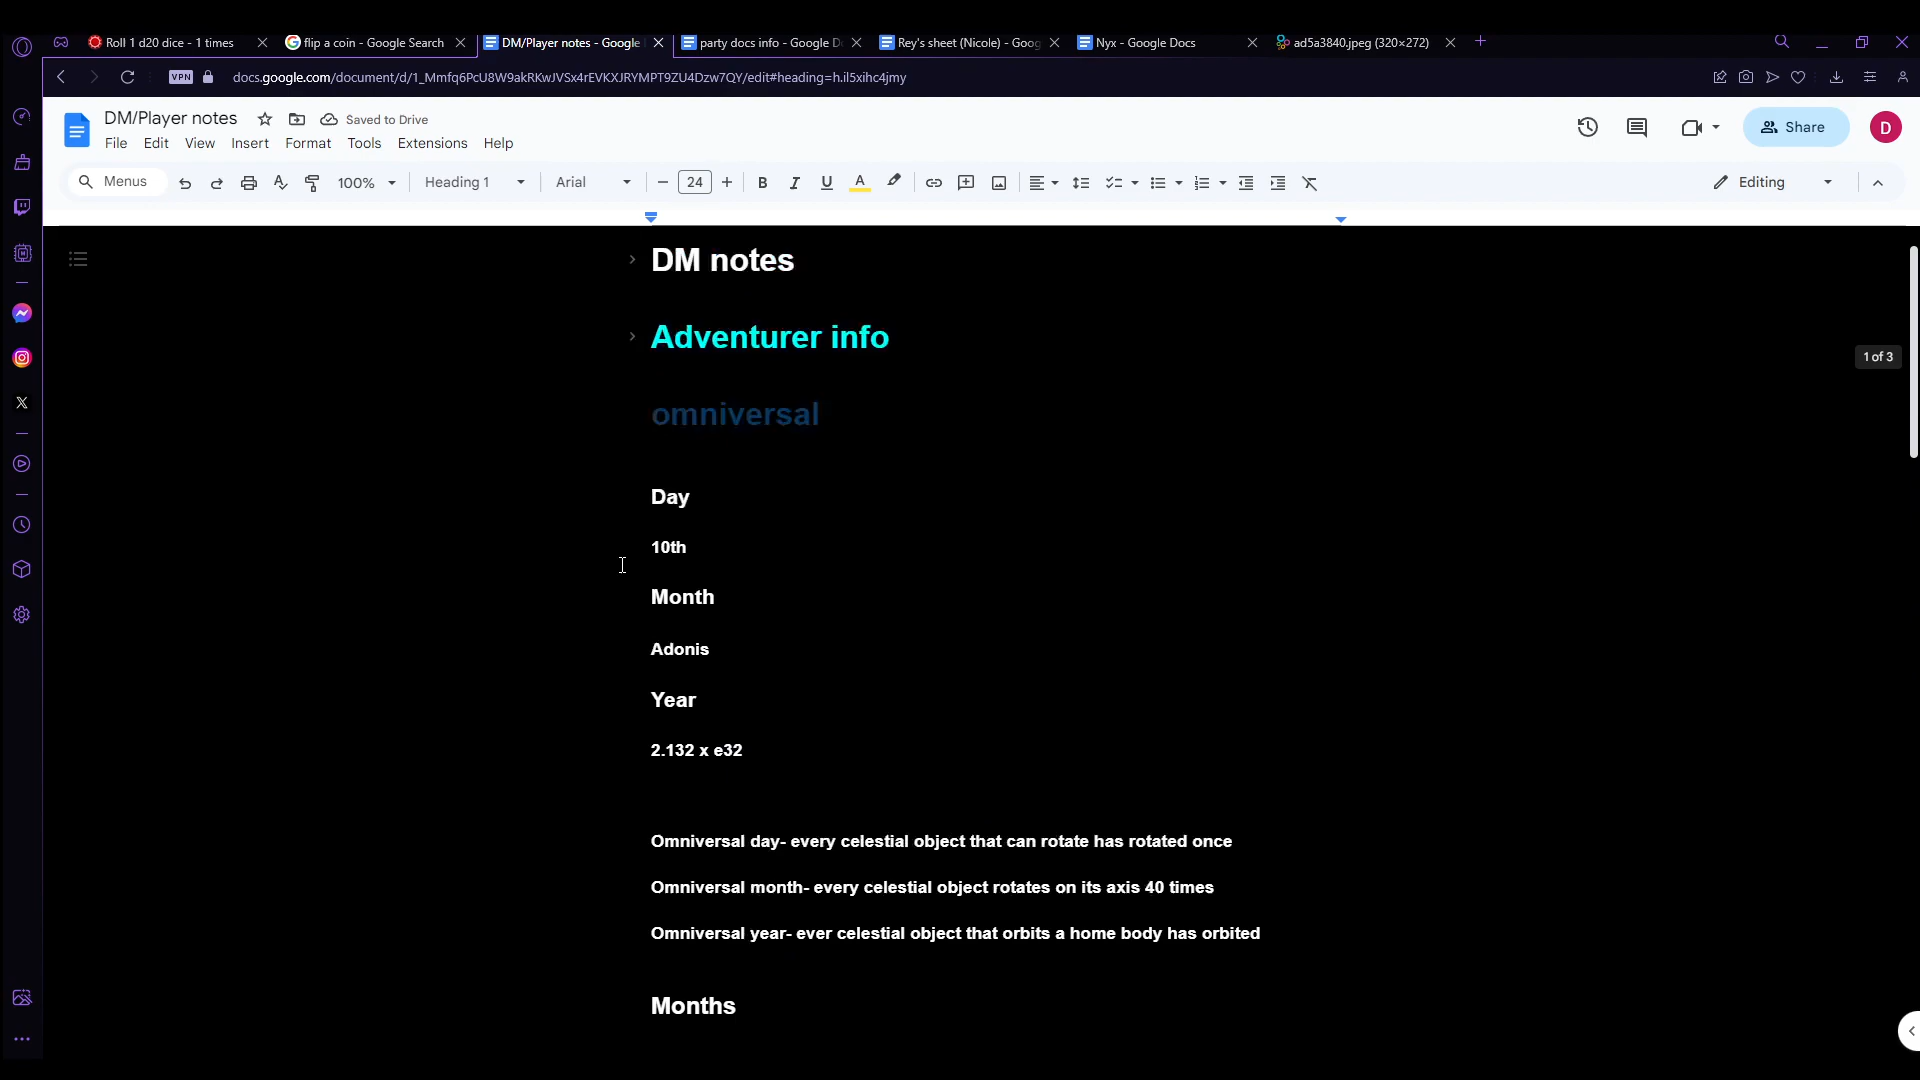 Roll 1 d20 dice - 1 times
flip a coin - Google Search
DM/Player notes - Google
party docs info - Google D
Rey's sheet (Nicole) - Goog
Nyx - Google Docs
ad5a3840.jpeg (320×272)
VPN
docs.google.com/document/d/1_Mmfq6PcU8W9akRKwJVSx4rEVKXJRYMPT9ZU4Dzw7QY/edit#heading=h.il5xihc4jmy
DM/Player notes
Saved to Drive
File Edit View Insert Format Tools Extensions Help
Share
D
Menus
100%
Heading 1
Arial
24
Editing
DM notes
Adventurer info
1 of 3
omniversal
Day
10th
Month
Adonis
Year
2.132 x e32
Omniversal day- every celestial object that can rotate has rotated once
Omniversal month- every celestial object rotates on its axis 40 times
Omniversal year- ever celestial object that orbits a home body has orbited
Months